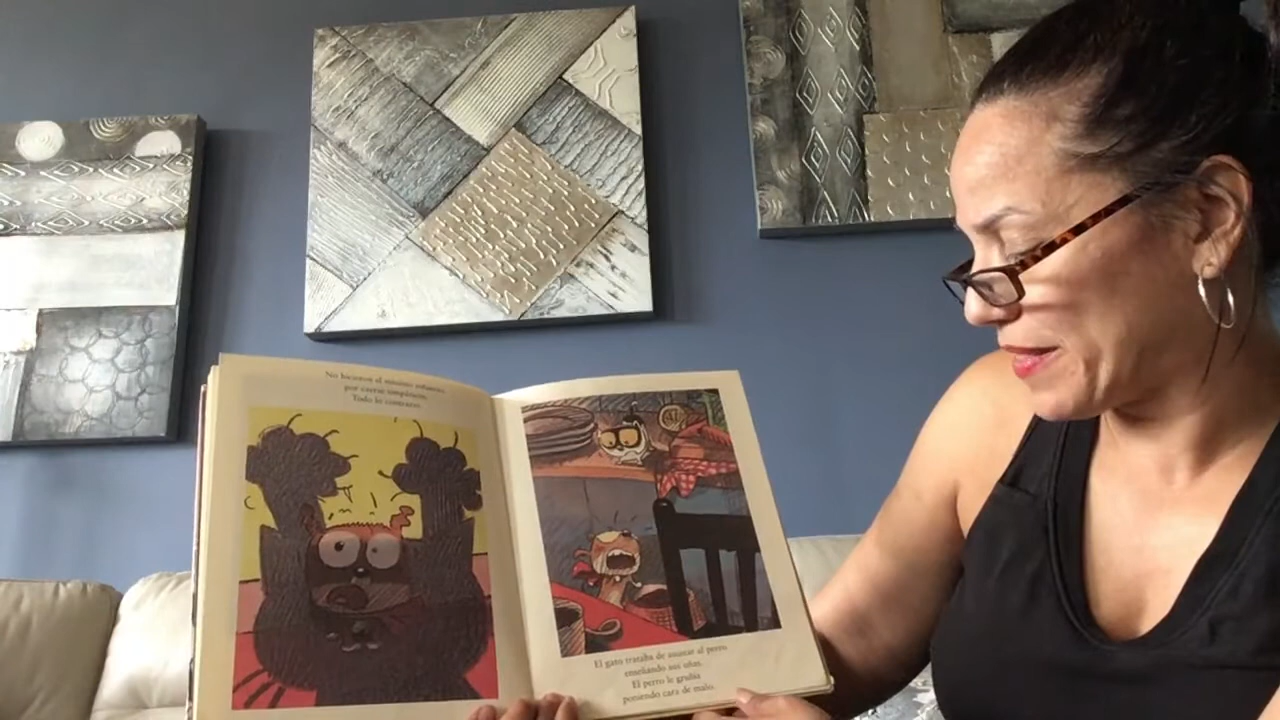 No hicieron el mínimo esfuerzo
por caerse simpáticos.
Todo lo contrario.
El gato trataba de asustar al perro
enseñando sus uñas.
El perro le gruñía
poniendo cara de malo.